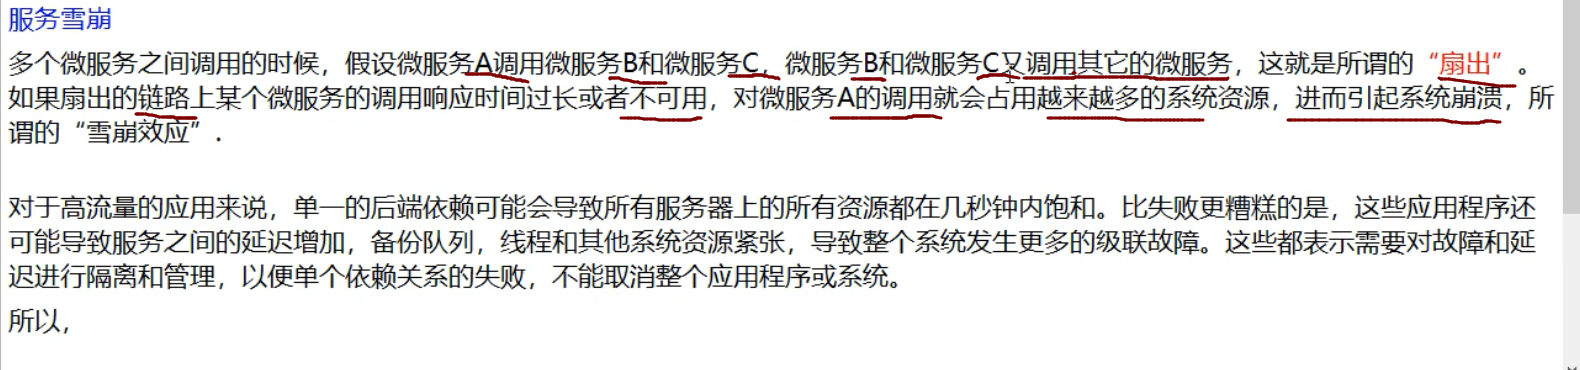 服务雪崩
多个微服务之间调用的时候，假设微服务A调用微服务B和微服务C，微服务B和微服务C又调用其它的微服务，这就是所谓的“扇出”。
如果扇出的链路上某个微服务的调用响应时间过长或者不可用，对微服务A的调用就会占用越来越多的系统资源，进而引起系统崩溃，所
谓的“雪崩效应”.
对于高流量的应用来说，单一的后端依赖可能会导致所有服务器上的所有资源都在几秒钟内饱和。比失败更糟糕的是，这些应用程序还
可能导致服务之间的延迟增加，备份队列，线程和其他系统资源紧张，导致整个系统发生更多的级联故障。这些都表示需要对故障和延
迟进行隔离和管理，以便单个依赖关系的失败，不能取消整个应用程序或系统。
所以，